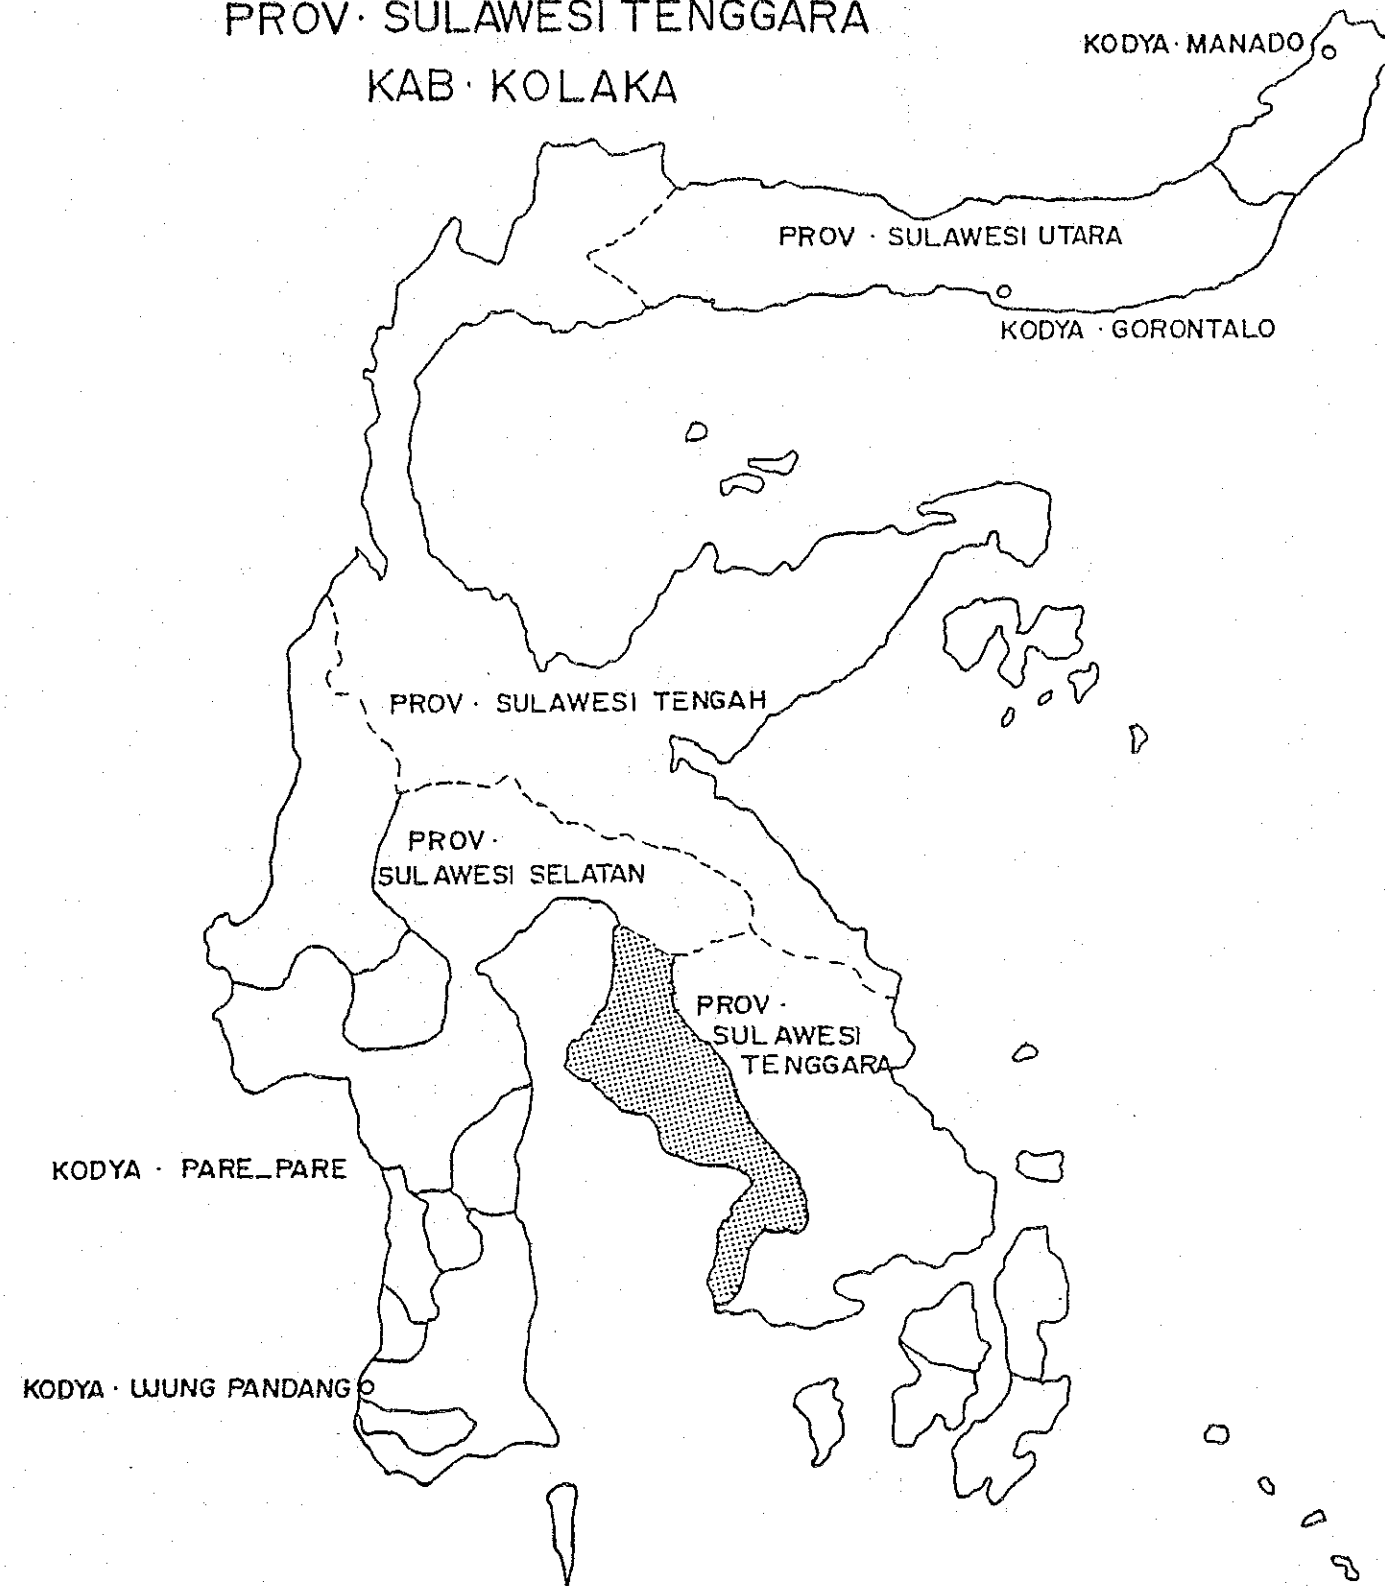 PROV. SULAWESI TENGGARA
KAB. KOLAKA
KODYA. MANADO
PROV. SULAWESI UTARA
KODYA. GORONTALO
PROV. SULAWESI TENGAH
PROV.
SULAWESI SELATAN
PROV.
SULAWESI
TENGGARA
KODYA. PARE_PARE
KODYA. UJUNG PANDANG